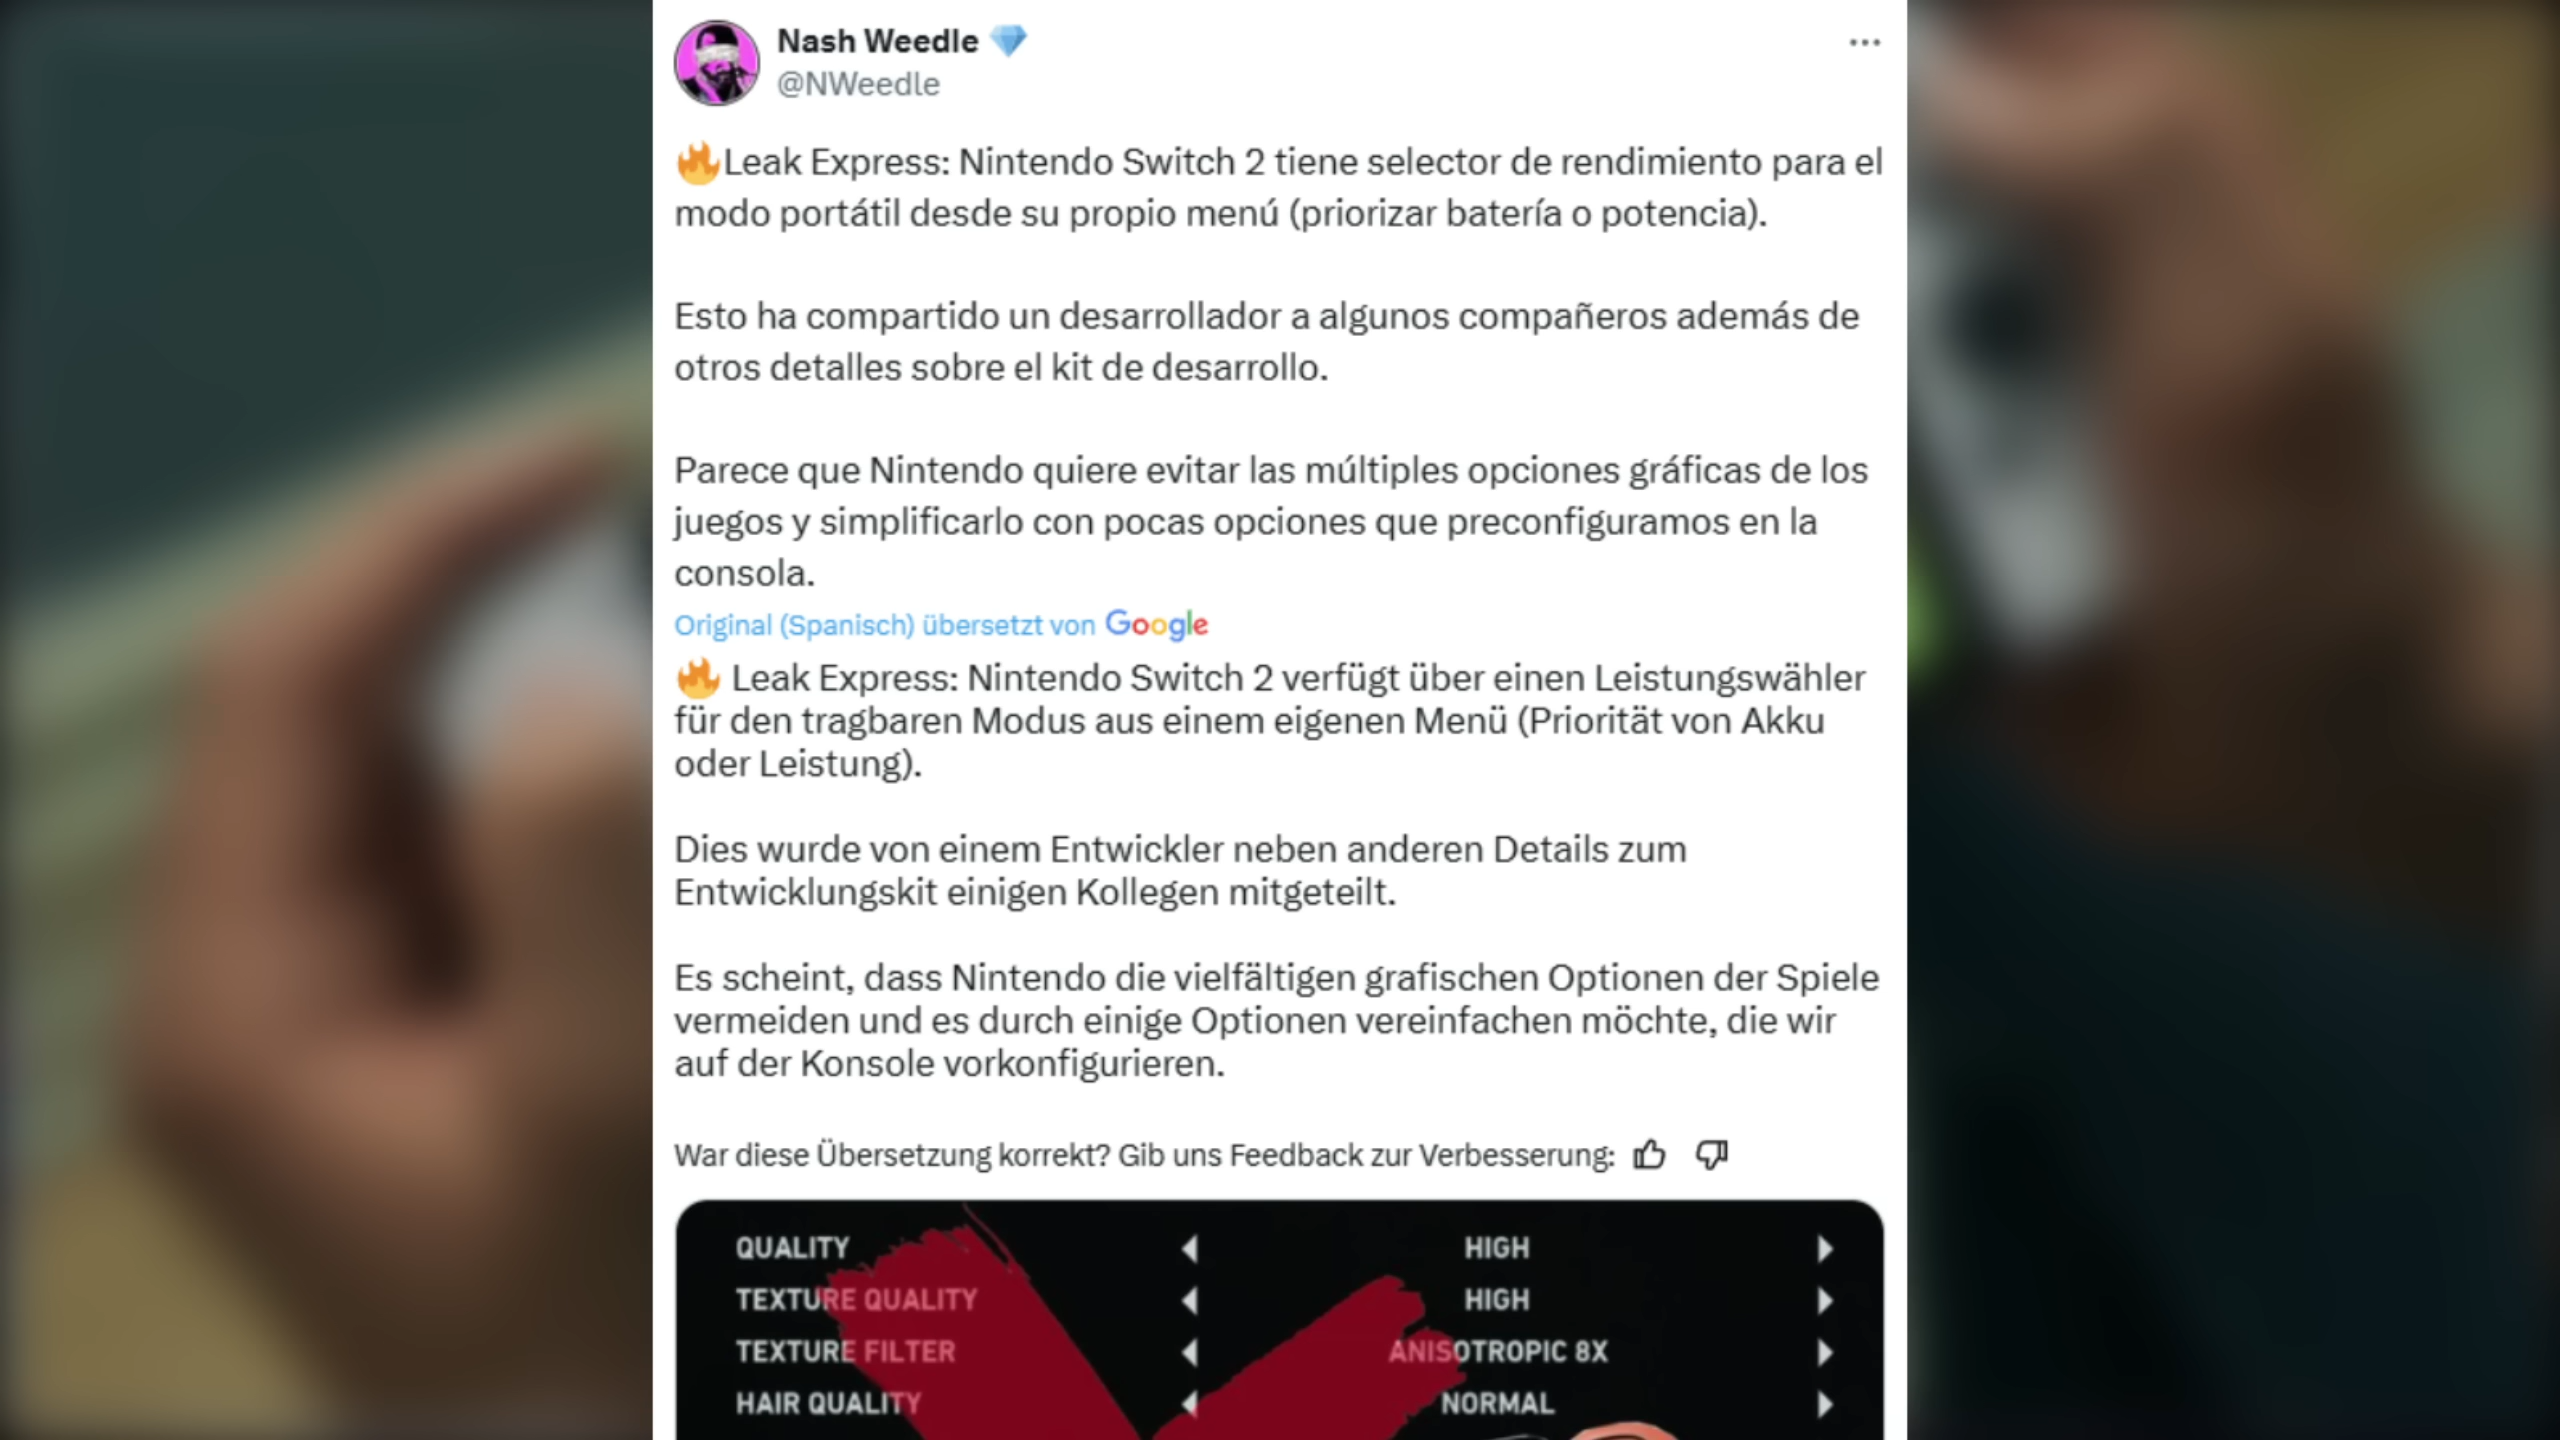 Nash Weedle 💎
@NWeedle
🔥Leak Express: Nintendo Switch 2 tiene selector de rendimiento para el
modo portátil desde su propio menú (priorizar batería o potencia).
Esto ha compartido un desarrollador a algunos compañeros además de
otros detalles sobre el kit de desarrollo.
Parece que Nintendo quiere evitar las múltiples opciones gráficas de los
juegos y simplificarlo con pocas opciones que preconfiguramos en la
consola.
Original (Spanisch) übersetzt von Google
🔥 Leak Express: Nintendo Switch 2 verfügt über einen Leistungswähler
für den tragbaren Modus aus einem eigenen Menü (Priorität von Akku
oder Leistung).
Dies wurde von einem Entwickler neben anderen Details zum
Entwicklungskit einigen Kollegen mitgeteilt.
Es scheint, dass Nintendo die vielfältigen grafischen Optionen der Spiele
vermeiden und es durch einige Optionen vereinfachen möchte, die wir
auf der Konsole vorkonfigurieren.
War diese Übersetzung korrekt? Gib uns Feedback zur Verbesserung:
QUALITY HIGH
TEXTURE QUALITY HIGH
TEXTURE FILTER ANISOTROPIC 8X
HAIR QUALITY NORMAL